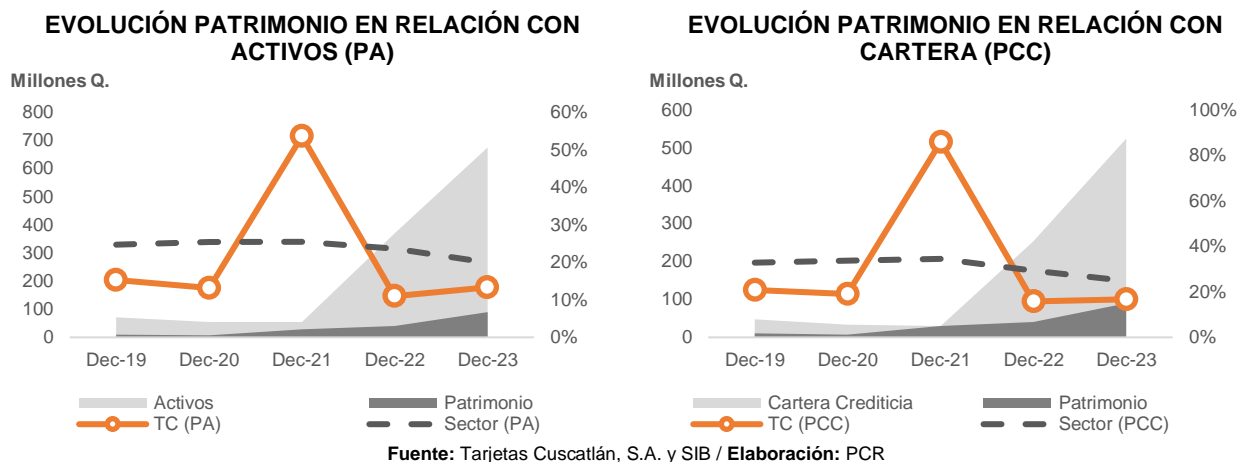 EVOLUCIÓN PATRIMONIO EN RELACIÓN CON
ACTIVOS (PA)
Millones Q.
800
700
600
500
400
300
200
100
0
60%
50%
40%
30%
20%
10%
0%
Dec-19 Dec-20 Dec-21 Dec-22 Dec-23
Activos Patrimonio
TC (PA) Sector (PA)
EVOLUCIÓN PATRIMONIO EN RELACIÓN CON
CARTERA (PCC)
Millones Q.
600
500
400
300
200
100
0
100%
80%
60%
40%
20%
0%
Dec-19 Dec-20 Dec-21 Dec-22 Dec-23
Cartera Crediticia Patrimonio
TC (PCC) Sector (PCC)
Fuente: Tarjetas Cuscatlán, S.A. y SIB / Elaboración: PCR